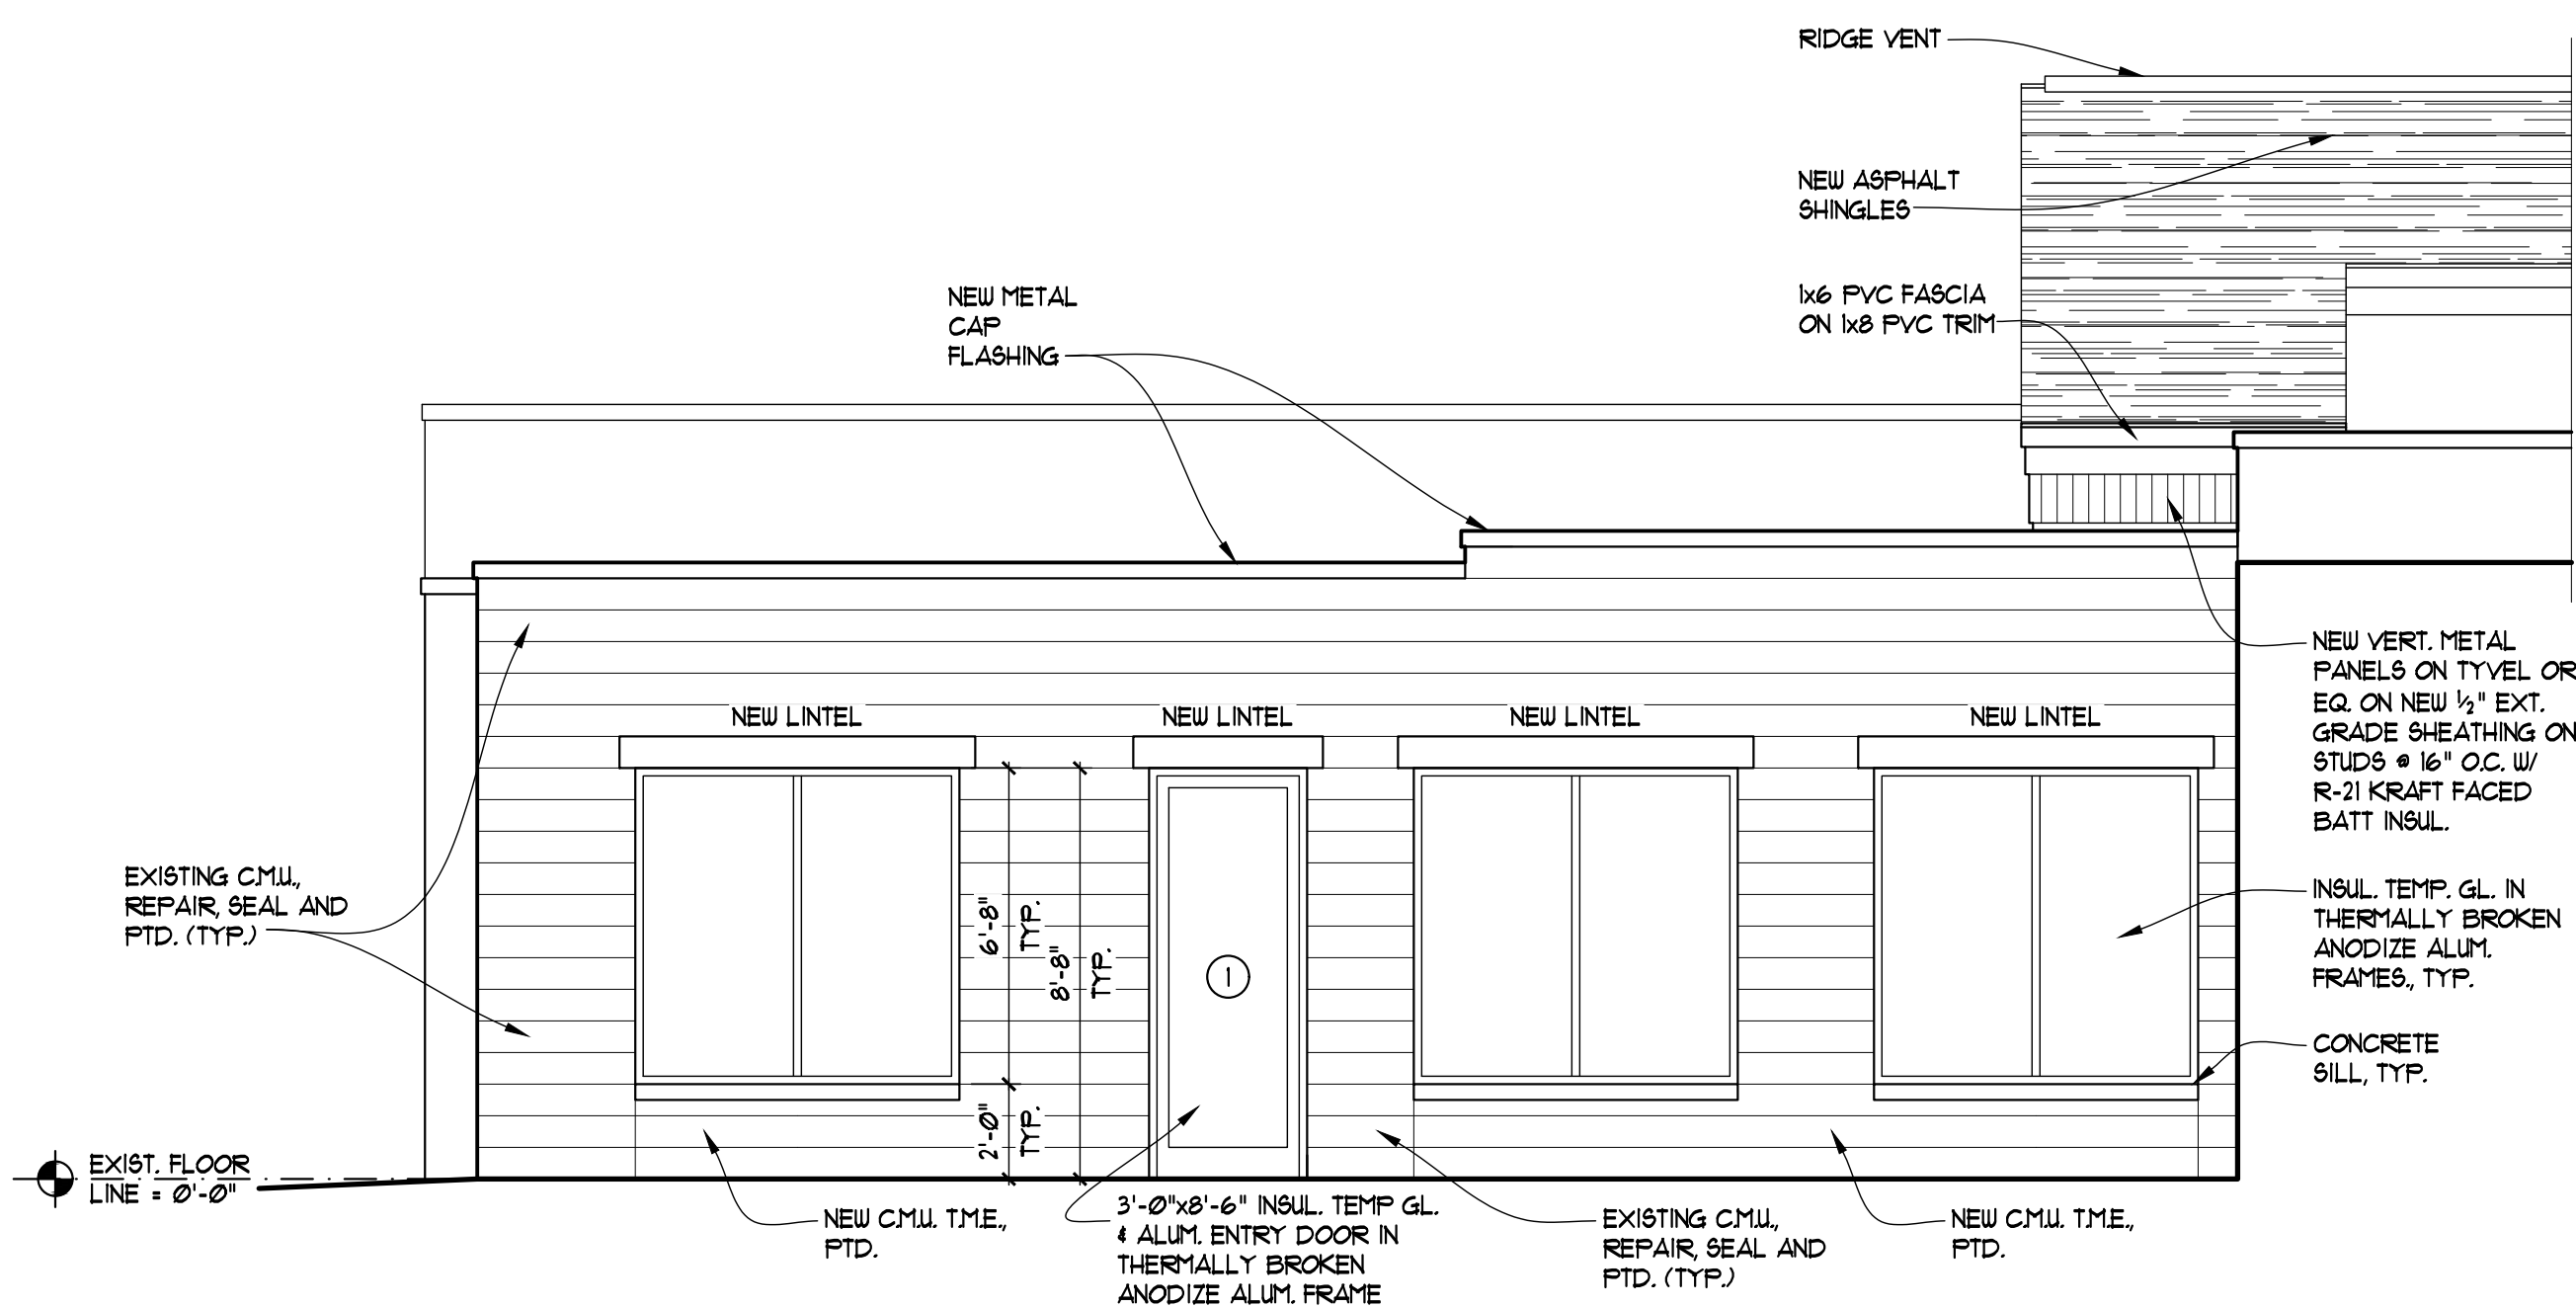 RIDGE VENT
NEW ASPHALT
SHINGLES
1x6 PVC FASCIA
ON 1x8 PVC TRIM
NEW METAL
CAP
FLASHING
NEW VERT. METAL
PANELS ON TYVEL OR
EQ. ON NEW ½" EXT.
GRADE SHEATHING ON
STUDS @ 16" O.C. W/
R-21 KRAFT FACED
BATT INSUL.
NEW LINTEL
NEW LINTEL
NEW LINTEL
NEW LINTEL
EXISTING C.M.U.,
REPAIR, SEAL AND
PTD. (TYP.)
6'-8"
TYP.
8'-8"
TYP.
1
INSUL. TEMP. GL. IN
THERMALLY BROKEN
ANODIZE ALUM.
FRAMES., TYP.
CONCRETE
SILL, TYP.
2'-0"
TYP.
EXIST. FLOOR
LINE = 0'-0"
NEW C.M.U. T.M.E.,
PTD.
3'-0"x8'-6" INSUL. TEMP GL.
& ALUM. ENTRY DOOR IN
THERMALLY BROKEN
ANODIZE ALUM. FRAME
EXISTING C.M.U.,
REPAIR, SEAL AND
PTD. (TYP.)
NEW C.M.U. T.M.E.,
PTD.